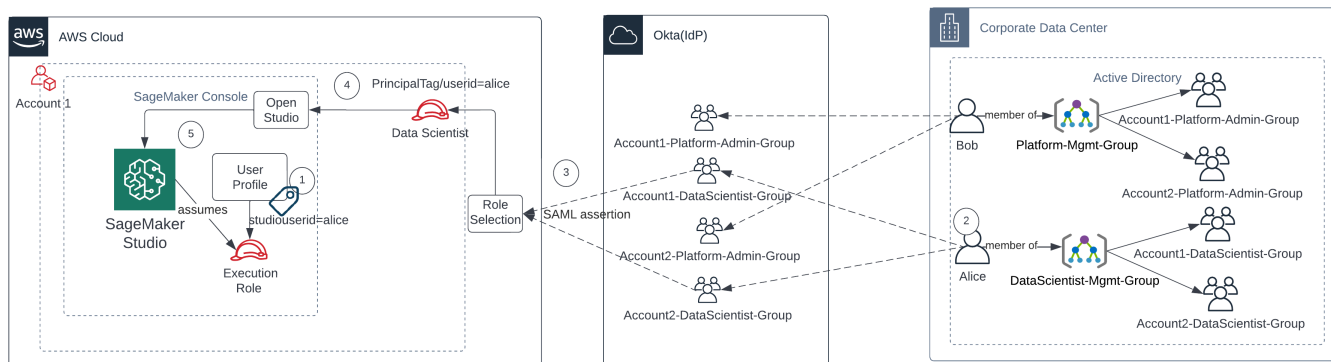 aws
AWS Cloud
Account 1
SageMaker Console
Open
Studio
4
PrincipalTag/userid=alice
Data Scientist
5
User
Profile
1
studiouserid=alice
SageMaker
Studio
assumes
Execution
Role
Role
Selection
3
SAML assertion
Okta(IdP)
Account1-Platform-Admin-Group
Account1-DataScientist-Group
Account2-Platform-Admin-Group
Account2-DataScientist-Group
Corporate Data Center
Active Directory
Bob
member of
Platform-Mgmt-Group
Account1-Platform-Admin-Group
Account2-Platform-Admin-Group
2
Alice
member of
DataScientist-Mgmt-Group
Account1-DataScientist-Group
Account2-DataScientist-Group